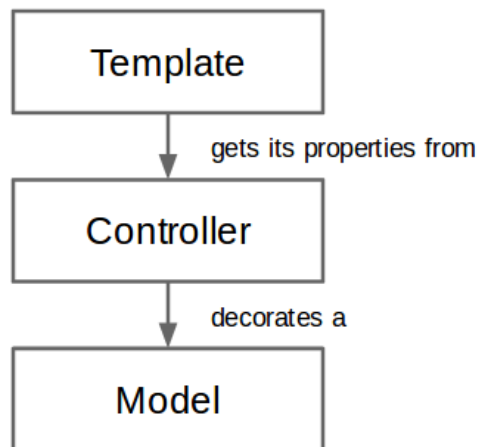 Template
gets its properties from
Controller
decorates a
Model